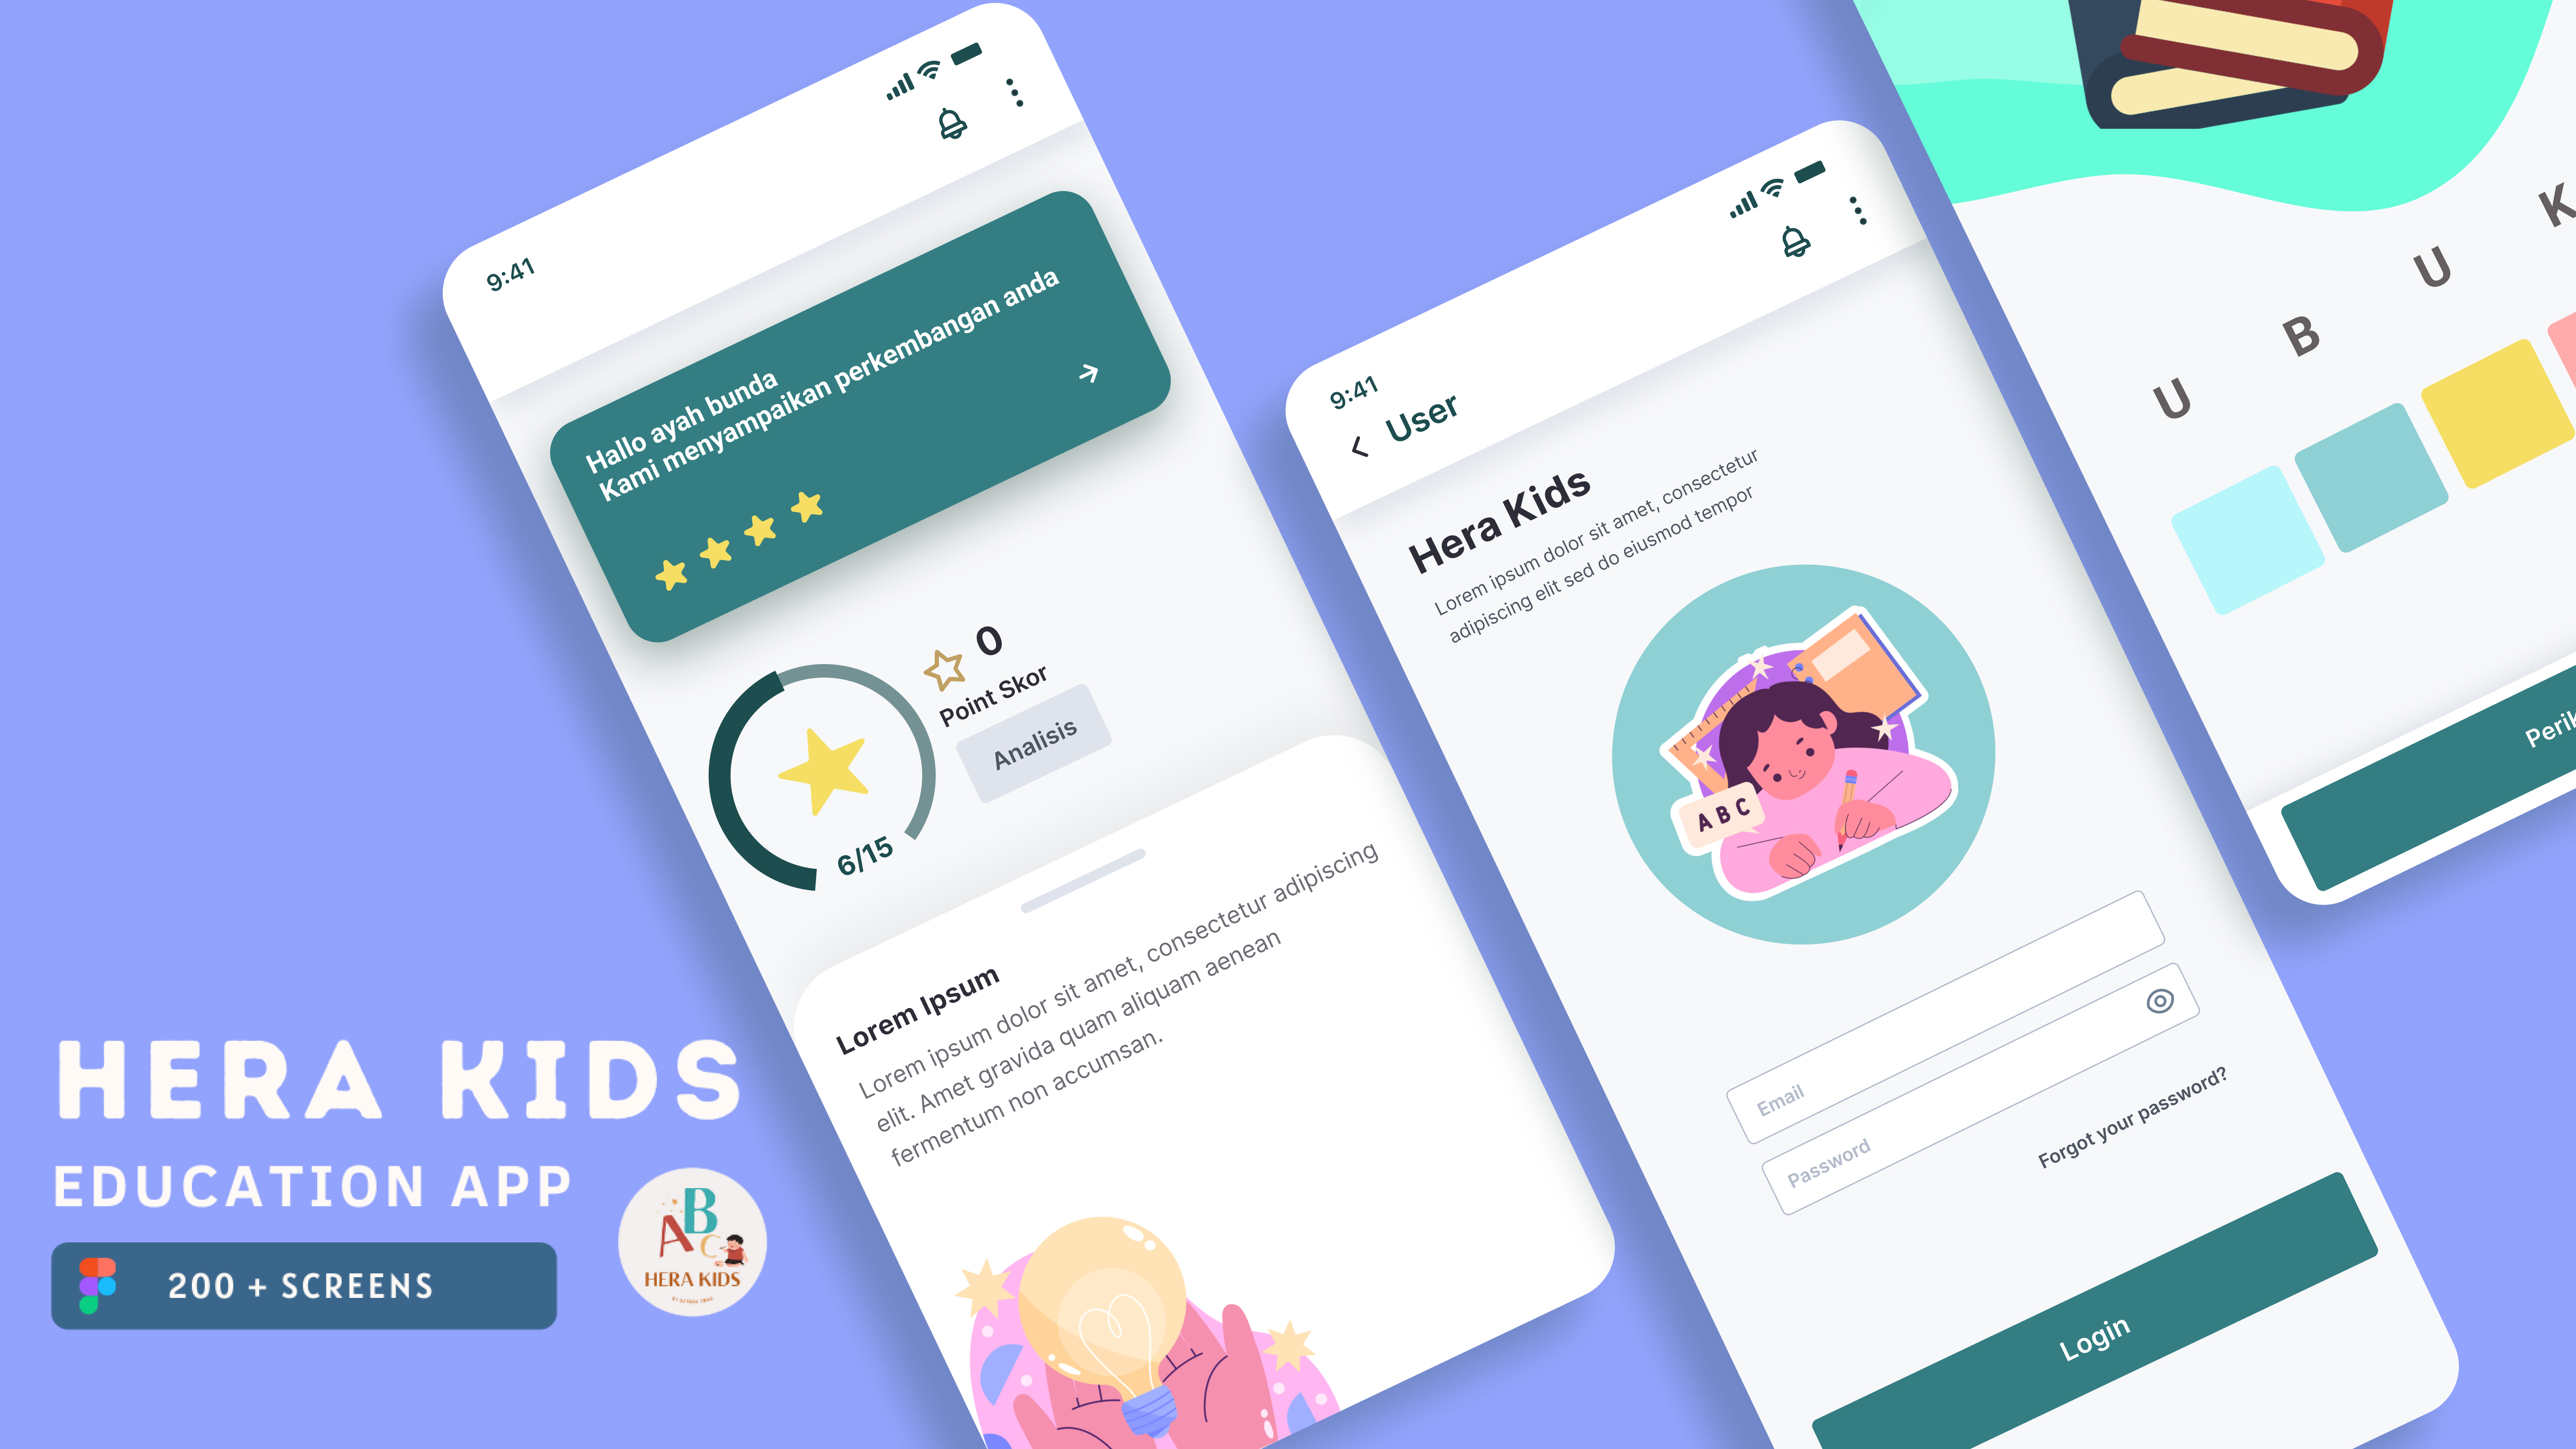 9:41
Hallo ayah bunda
Kami menyampaikan perkembangan anda
0
Point Skor
Analisis
6/15
Lorem Ipsum
Lorem ipsum dolor sit amet, consectetur adipiscing
elit. Amet gravida quam aliquam aenean
fermentum non accumsan.
9:41
User
Hera Kids
Lorem ipsum dolor sit amet, consectetur
adipiscing elit sed do eiusmod tempor
A B C
Email
Password
Forgot your password?
Login
U B U K
HERA KIDS
EDUCATION APP
200 + SCREENS
ABC
HERA KIDS